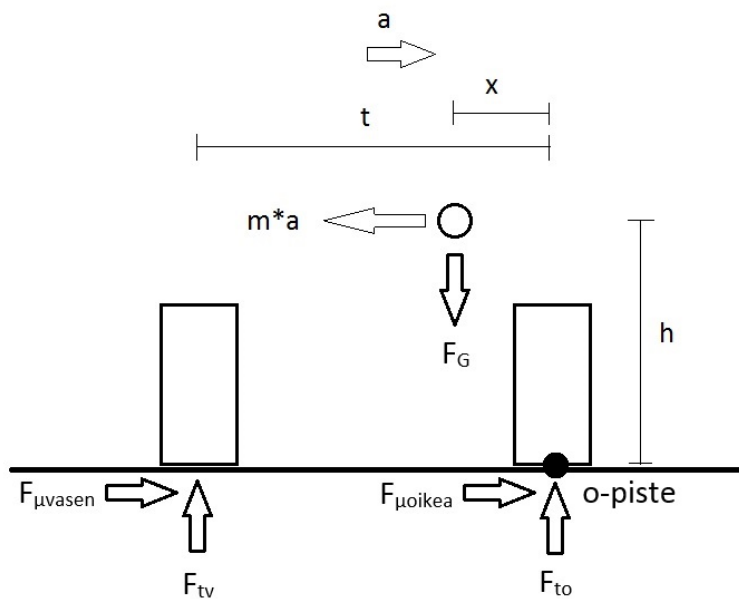 a
x
t
m*a
h
F_G
F_μvasen
F_μoikea
o-piste
F_tv
F_to